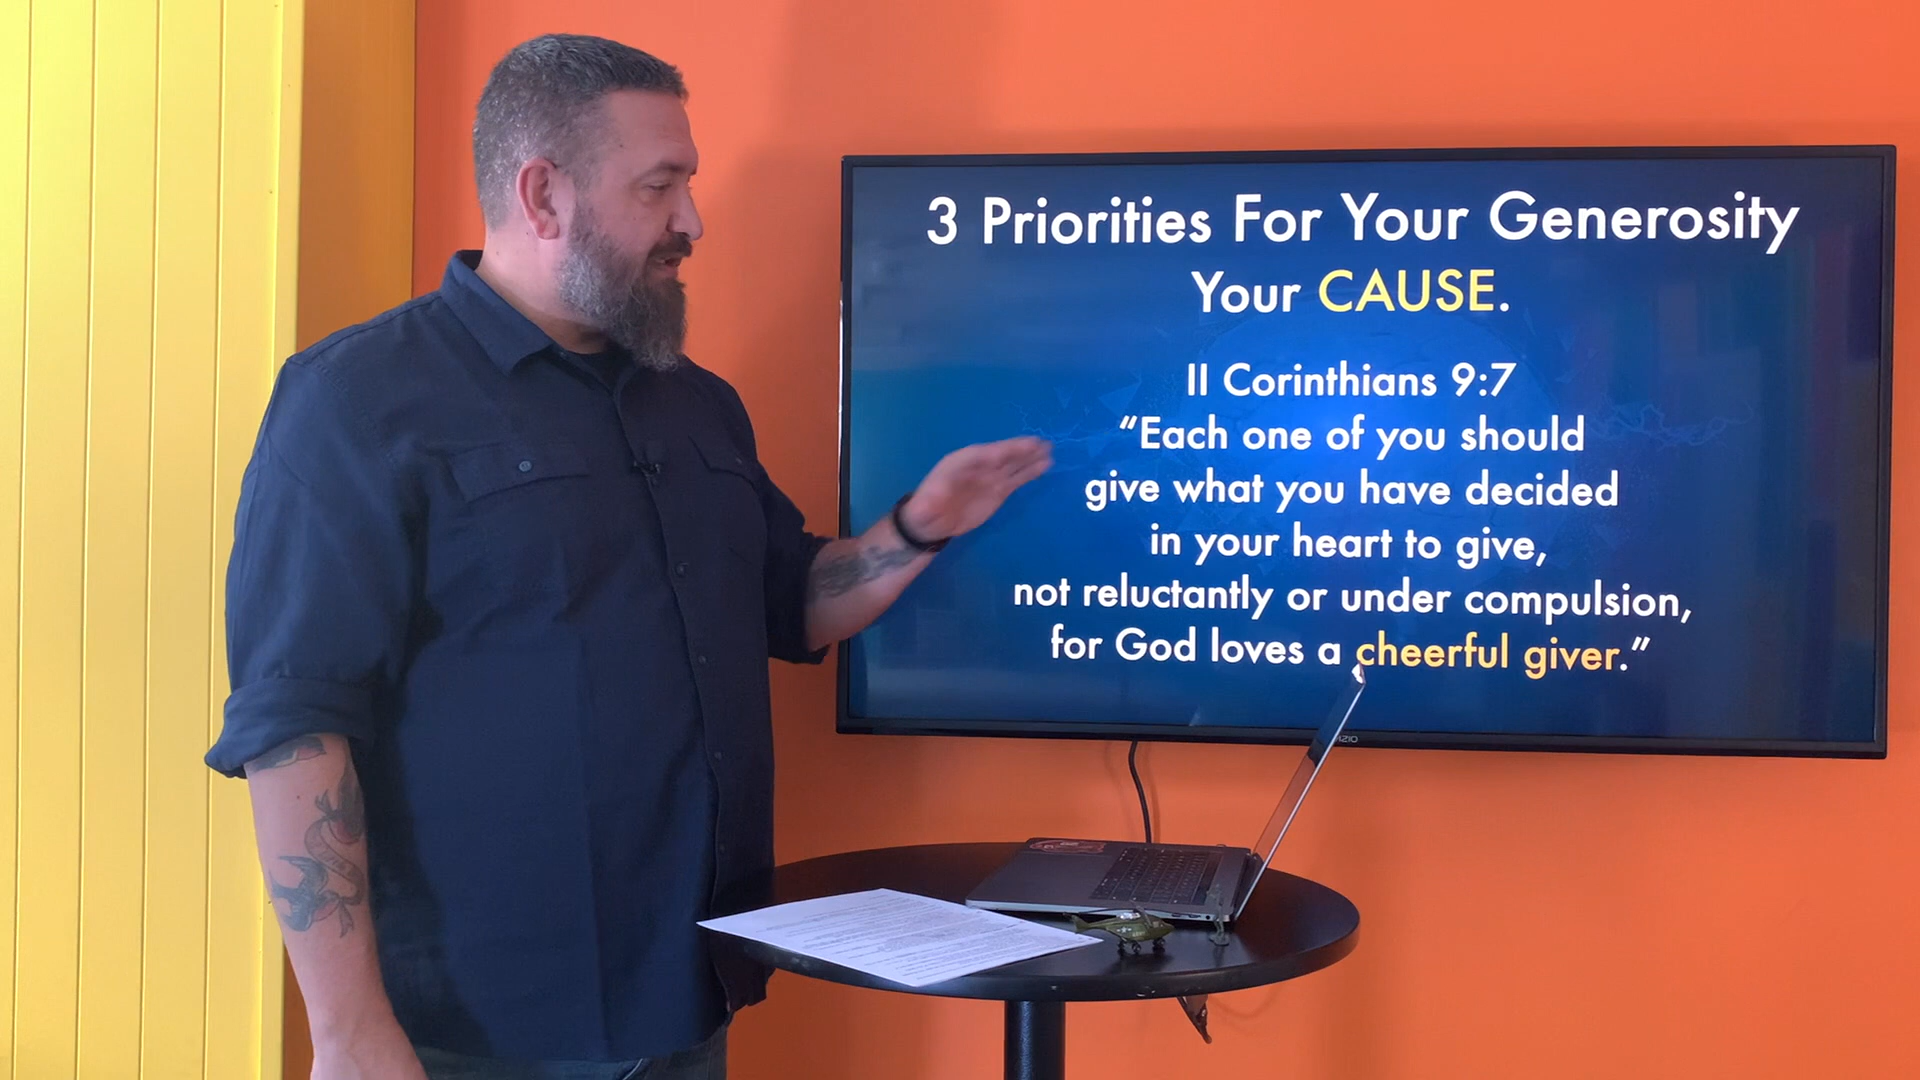 3 Priorities For Your Generosity
Your CAUSE.
II Corinthians 9:7
“Each one of you should
give what you have decided
in your heart to give,
not reluctantly or under compulsion,
for God loves a cheerful giver.”